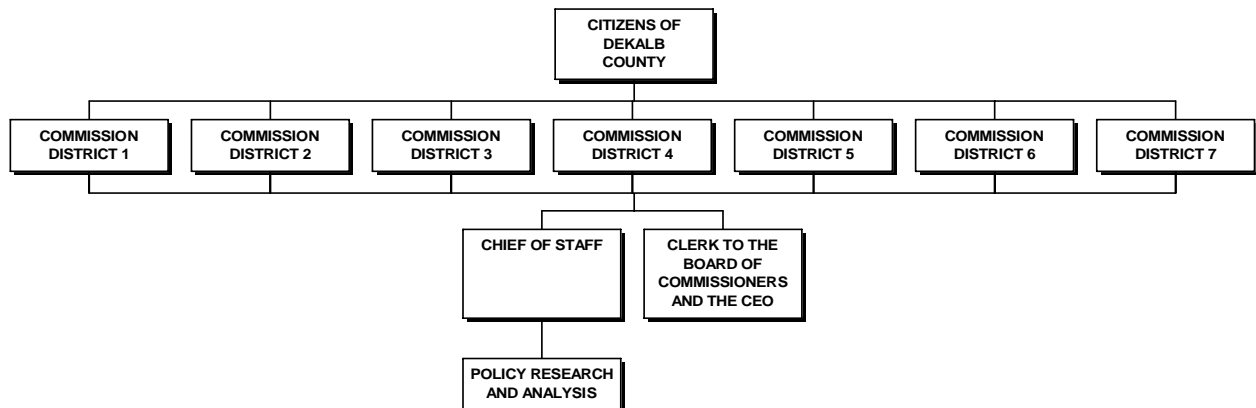 CITIZENS OF
DEKALB
COUNTY
COMMISSION
DISTRICT 1
COMMISSION
DISTRICT 2
COMMISSION
DISTRICT 3
COMMISSION
DISTRICT 4
COMMISSION
DISTRICT 5
COMMISSION
DISTRICT 6
COMMISSION
DISTRICT 7
CHIEF OF STAFF
CLERK TO THE
BOARD OF
COMMISSIONERS
AND THE CEO
POLICY RESEARCH
AND ANALYSIS